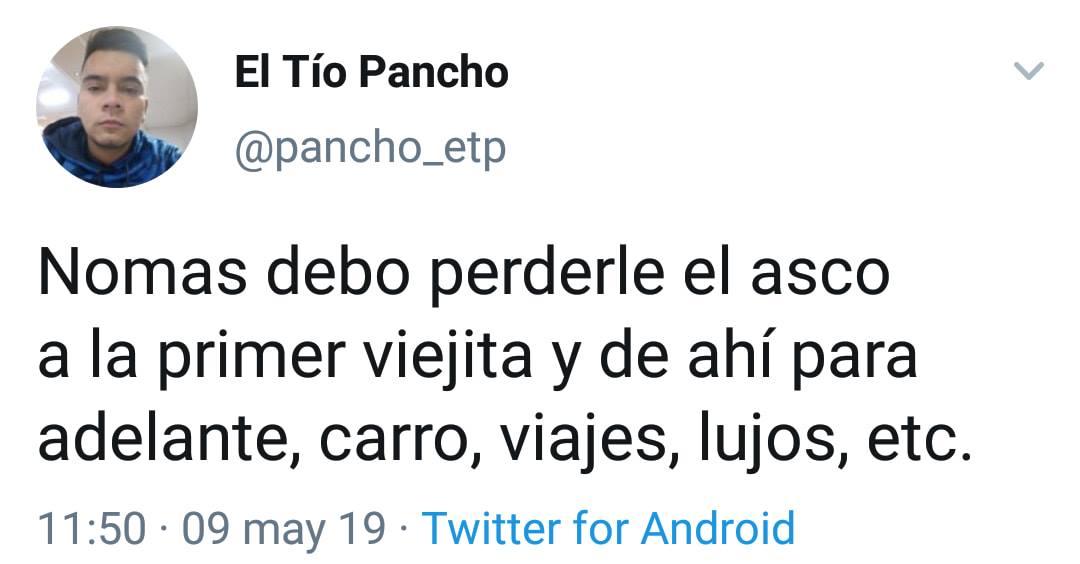 El Tío Pancho
@pancho_etp
Nomas debo perderle el asco
a la primer viejita y de ahí para
adelante, carro, viajes, lujos, etc.
11:50 · 09 may 19 · Twitter for Android